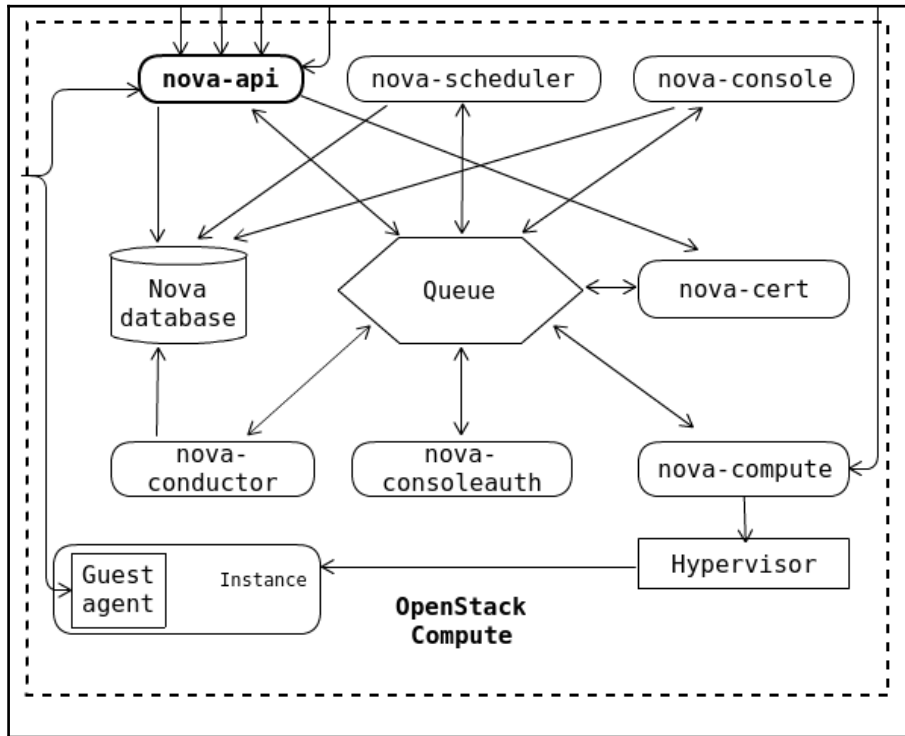 nova-api
nova-scheduler
nova-console
Nova
database
Queue
nova-cert
nova-
conductor
nova-
consoleauth
nova-compute
Hypervisor
Guest
agent
Instance
OpenStack
Compute